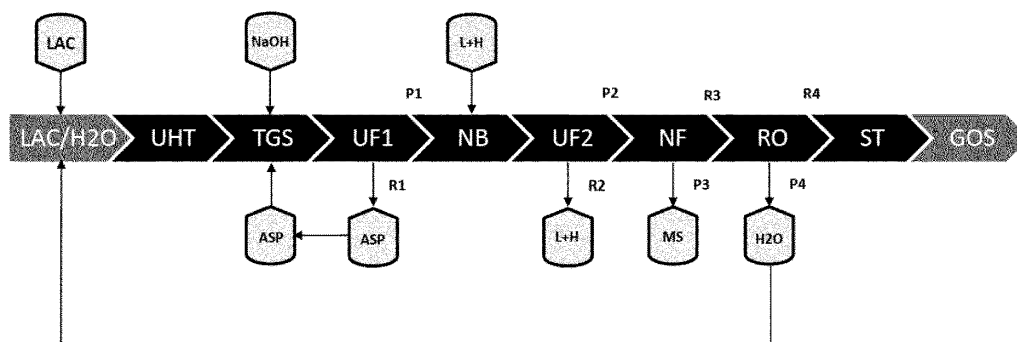 LAC
NaOH
L+H
P1
P2
R3
R4
LAC/H2O
UHT
TGS
UF1
NB
UF2
NF
RO
ST
GOS
R1
R2
P3
P4
ASP
ASP
L+H
MS
H2O